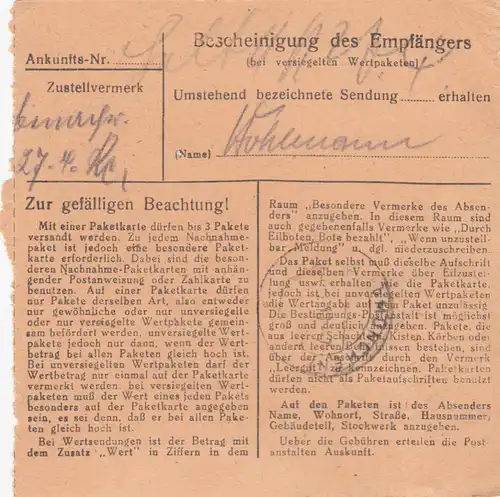 Bescheinigung des Empfängers
Ankunfts-Nr.
(bei versiegelten Wertpaketen)
Zustellvermerk
Umstehend bezeichnete Sendung ........ erhalten
27. 4.
(Name) Wohlmann
Zur gefälligen Beachtung!
Mit einer Paketkarte dürfen bis 3 Pakete
versandt werden. Zu jedem Nachnahme-
paket ist jedoch eine besondere Paket-
karte erforderlich. Dabei sind die beson-
deren Nachnahme-Paketkarten mit anhän-
gender Postanweisung oder Zahlkarte zu
benutzen. Auf einer Paketkarte dürfen
nur Pakete derselben Art, also entweder
nur gewöhnliche oder nur unversiegelte
oder nur versiegelte Wertpakete gemein-
sam befördert werden, unversiegelte Wert-
pakete jedoch nur dann, wenn der Wert-
betrag bei allen Paketen gleich hoch ist.
Bei unversiegelten Wertpaketen darf der
Wertbetrag nur einmal auf der Paketkarte
vermerkt werden. bei versiegelten Wert-
paketen muß der Wert eines jeden Pakets
besonders auf der Paketkarte angegeben
sein, es sei denn, daß er bei allen Pake-
ten gleich hoch ist.
Bei Wertsendungen ist der Betrag mit
dem Zusatz „Wert" in Ziffern in dem
Raum „Besondere Vermerke des Absen-
ders" anzugeben. In diesem Raum sind
auch gegebenenfalls Vermerke wie „Durch
Eilboten, Bote bezahlt", „Wenn unzustell-
bar „Meldung" u. dgl. niederzuschreiben.
Das Paket selbst muß dieselbe Aufschrift
und dieselben Vermerke über Eilzustel-
lung usw. erhalten, wie die Paketkarte,
jedoch ist bei unversiegelten Wertpaketen
die Wertangabe auf dem Paket unzulässig.
Die Bestimmungs-Postanstalt ist möglichst
groß und deutlich anzugeben. Pakete, die
aus leeren Schachteln, Kisten, Körben oder
anderen leeren Behältnissen bestehen, sind
über der Anschrift durch den Vermerk
„Leergut" zu kennzeichnen. Paketkarten
dürfen nicht als Paketaufschriften benutzt
werden.
Auf den Paketen ist des Absenders
Name, Wohnort, Straße, Hausnummer,
Gebäudeteil, Stockwerk anzugeben.
Ueber die Gebühren erteilen die Post-
anstalten Auskunft.